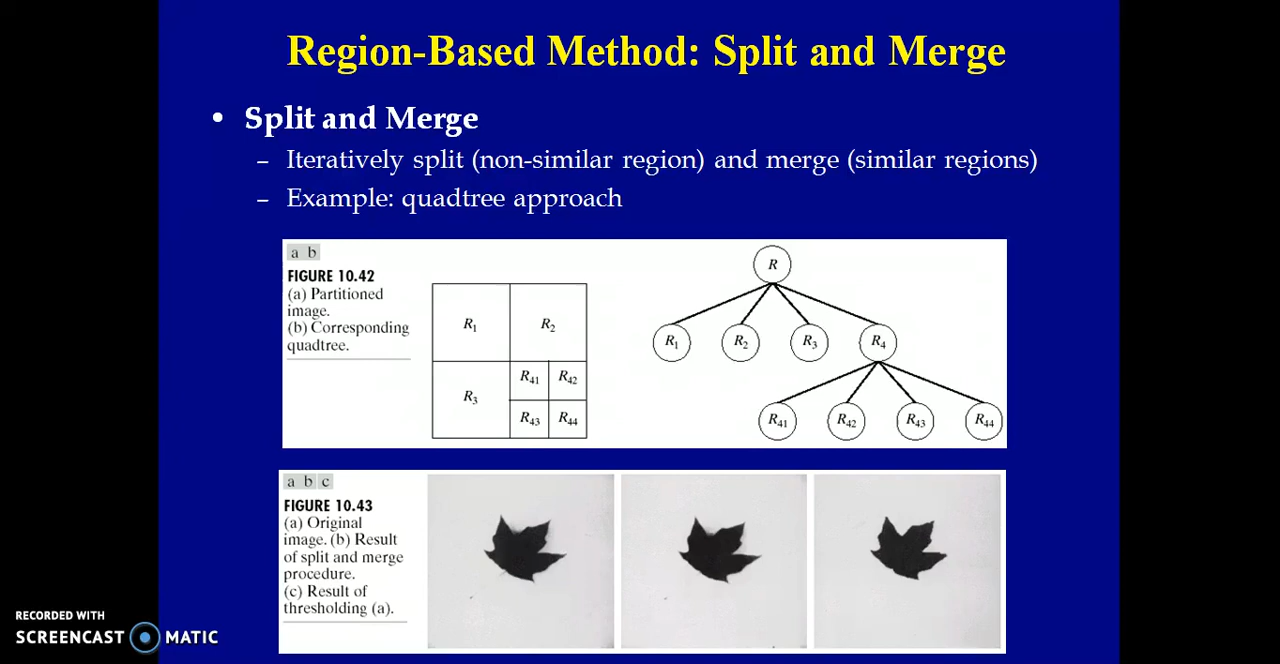 Region-Based Method: Split and Merge
• Split and Merge
– Iteratively split (non-similar region) and merge (similar regions)
– Example: quadtree approach
a b
FIGURE 10.42
(a) Partitioned
image.
(b) Corresponding
quadtree.
R1 R2
R3 R41 R42
R43 R44
R
R1 R2 R3 R4
R41 R42 R43 R44
a b c
FIGURE 10.43
(a) Original
image. (b) Result
of split and merge
procedure.
(c) Result of
thresholding (a).
RECORDED WITH
SCREENCAST MATIC